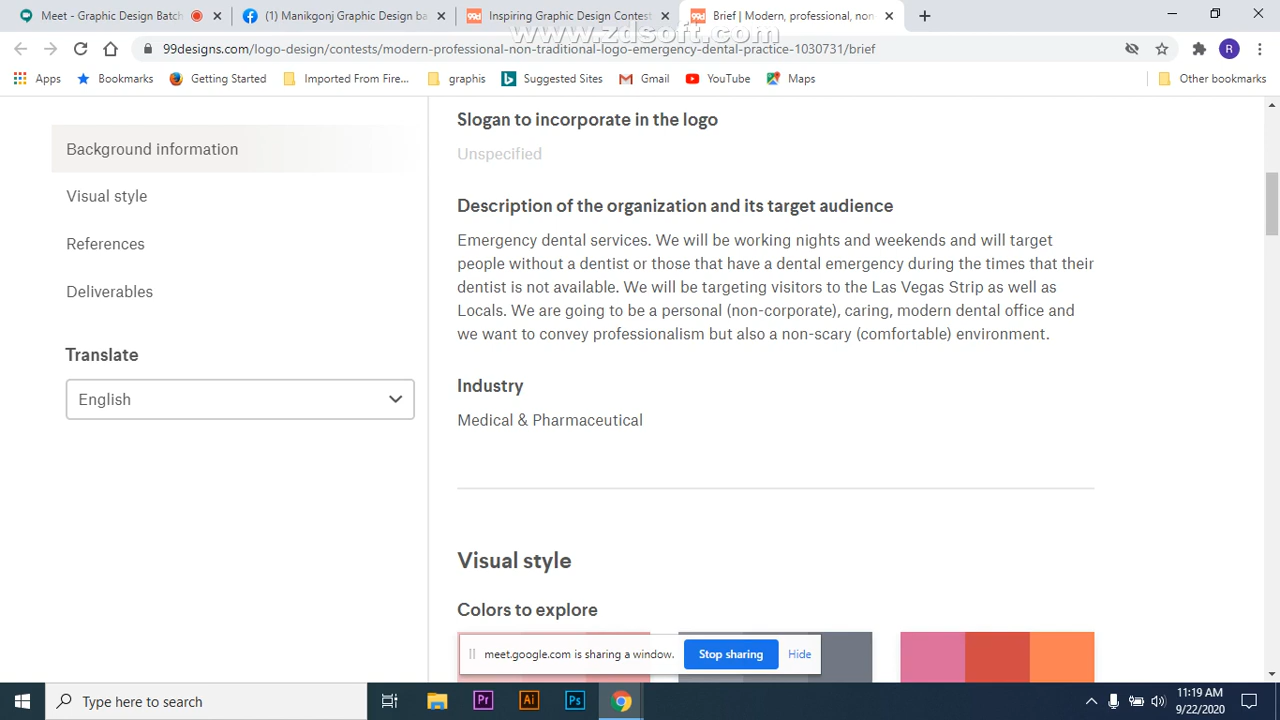 Meet - Graphic Design Batch
(1) Manikgonj Graphic Design b
Inspiring Graphic Design Contest
Brief | Modern, professional, non
www.zdsoft.com
99designs.com/logo-design/contests/modern-professional-non-traditional-logo-emergency-dental-practice-1030731/brief
R
Apps
Bookmarks
Getting Started
Imported From Fire...
graphis
Suggested Sites
Gmail
YouTube
Maps
Other bookmarks
Background information
Visual style
References
Deliverables
Translate
English
Slogan to incorporate in the logo
Unspecified
Description of the organization and its target audience
Emergency dental services. We will be working nights and weekends and will target
people without a dentist or those that have a dental emergency during the times that their
dentist is not available. We will be targeting visitors to the Las Vegas Strip as well as
Locals. We are going to be a personal (non-corporate), caring, modern dental office and
we want to convey professionalism but also a non-scary (comfortable) environment.
Industry
Medical & Pharmaceutical
Visual style
Colors to explore
meet.google.com is sharing a window.
Stop sharing
Hide
Type here to search
Pr
Ai
Ps
11:19 AM
9/22/2020